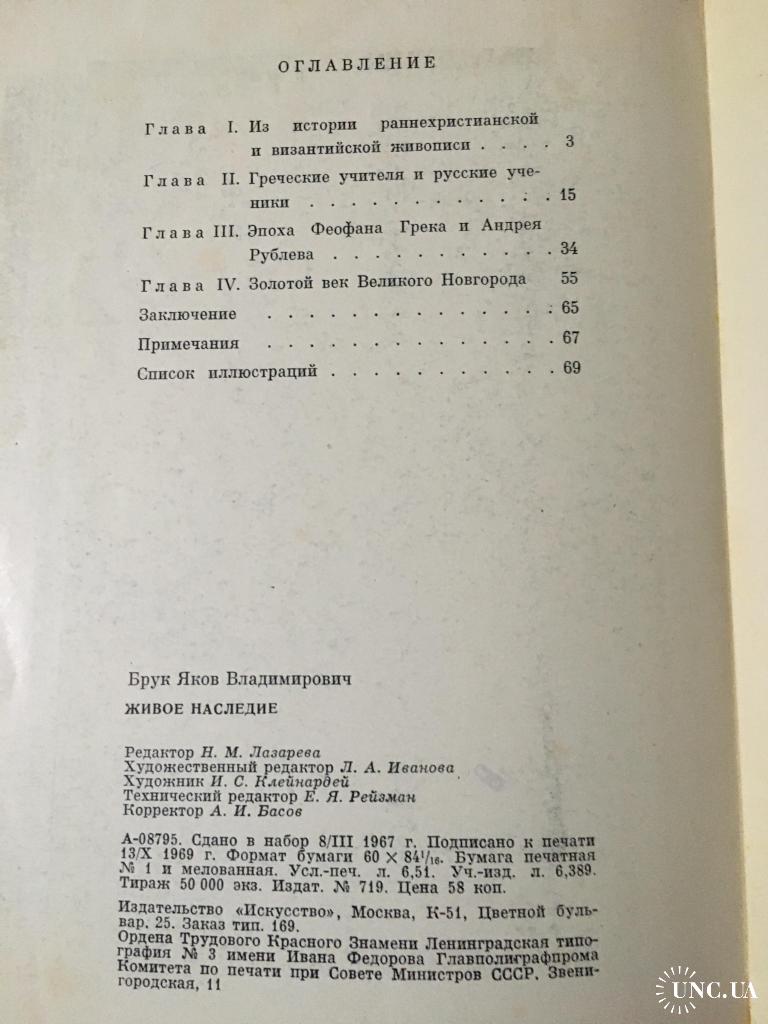 ОГЛАВЛЕНИЕ
Глава I. Из истории раннехристианской
и византийской живописи . . . . 3
Глава II. Греческие учителя и русские уче-
ники . . . . . . . . . . . 15
Глава III. Эпоха Феофана Грека и Андрея
Рублева . . . . . . . . . . 34
Глава IV. Золотой век Великого Новгорода 55
Заключение . . . . . . . . . . . . 65
Примечания . . . . . . . . . . . . 67
Список иллюстраций . . . . . . . . . 69
Брук Яков Владимирович
ЖИВОЕ НАСЛЕДИЕ
Редактор Н. М. Лазарева
Художественный редактор Л. А. Иванова
Художник И. С. Клейнардей
Технический редактор Е. Я. Рейзман
Корректор А. И. Басов
А-08795. Сдано в набор 8/III 1967 г. Подписано к печати
13/X 1969 г. Формат бумаги 60 × 84¹/₁₆. Бумага печатная
№ 1 и мелованная. Усл.-печ. л. 6,51. Уч.-изд. л. 6,389.
Тираж 50 000 экз. Издат. № 719. Цена 58 коп.
Издательство «Искусство», Москва, К-51, Цветной буль-
вар, 25. Заказ тип. 169.
Ордена Трудового Красного Знамени Ленинградская типо-
графия № 3 имени Ивана Федорова Главполиграфпрома
Комитета по печати при Совете Министров СССР. Звени-
городская, 11
UNC.UA